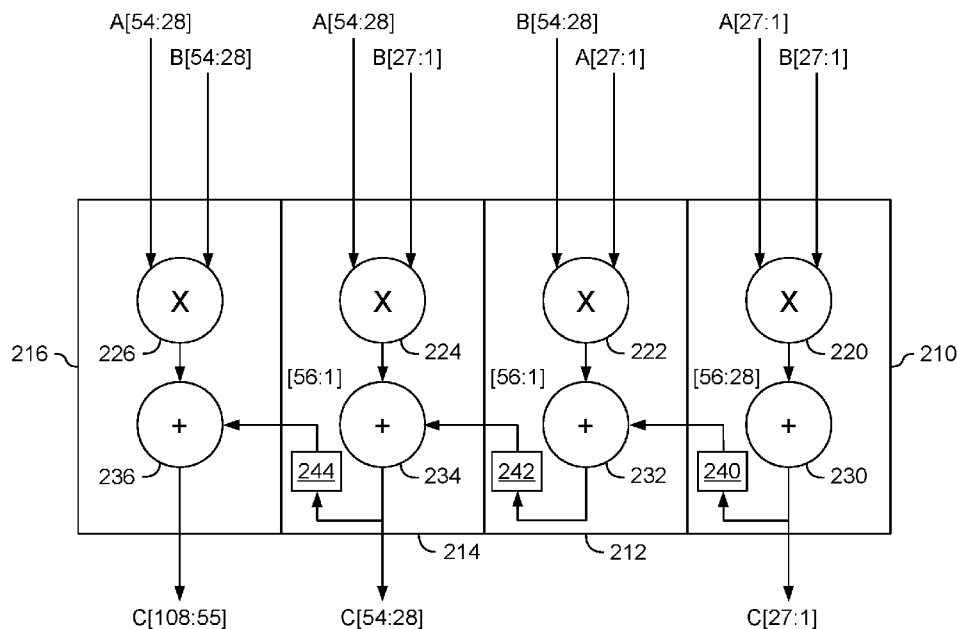 A[54:28] A[54:28] B[54:28] A[27:1]
B[54:28] B[27:1] A[27:1] B[27:1]
X X X X
216 226 224 222 220 210
[56:1] [56:1] [56:28]
+ + + +
236 244 234 242 232 240 230
214 212
C[108:55] C[54:28] C[27:1]